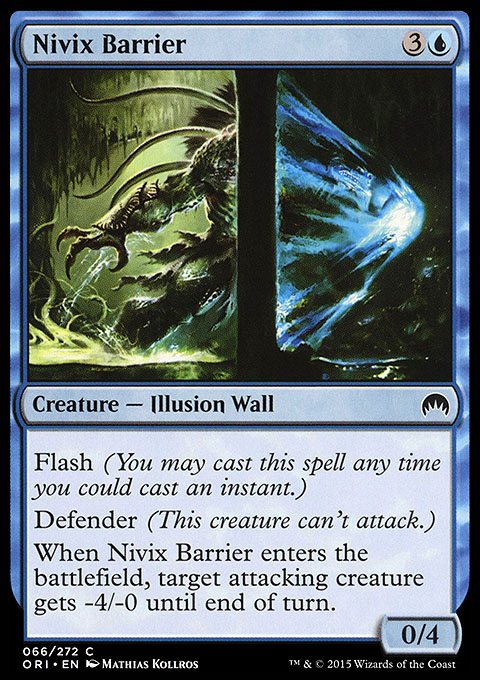 Nivix Barrier 3
Creature — Illusion Wall
Flash (You may cast this spell any time
you could cast an instant.)
Defender (This creature can't attack.)
When Nivix Barrier enters the
battlefield, target attacking creature
gets -4/-0 until end of turn.
0/4
066/272 C
ORI • EN Mathias Kollros
™ & © 2015 Wizards of the Coast